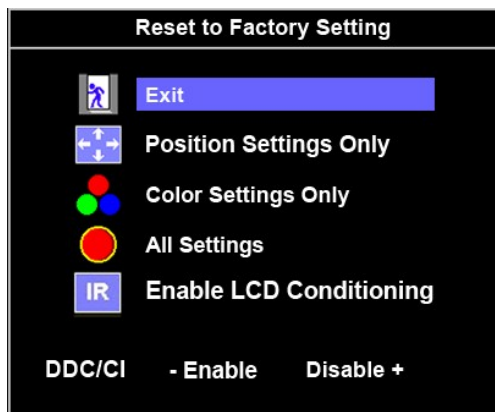 Reset to Factory Setting
Exit
Position Settings Only
Color Settings Only
All Settings
IR Enable LCD Conditioning
DDC/CI - Enable Disable +